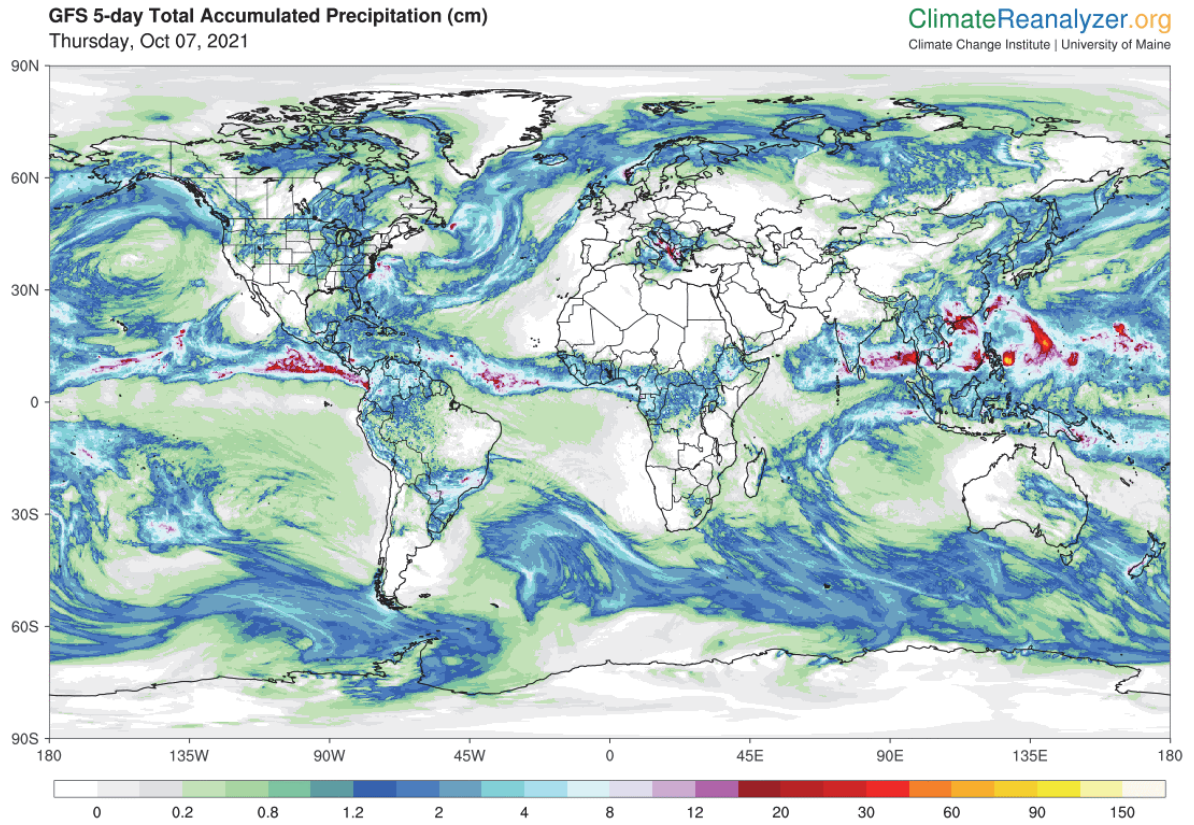 GFS 5-day Total Accumulated Precipitation (cm)
Thursday, Oct 07, 2021
ClimateReanalyzer.org
Climate Change Institute | University of Maine
90N
60N
30N
0
30S
60S
90S
180 135W 90W 45W 0 45E 90E 135E 180
0 0.2 0.8 1.2 2 4 8 12 20 30 60 90 150